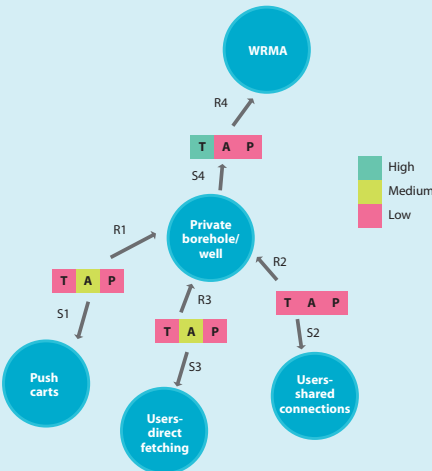 WRMA
R4
T A P
High
Medium
Low
S4
Private
borehole/
well
R1
R2
T A P
R3
T A P
S1
T A P
S2
S3
Push
carts
Users-
shared
connections
Users-
direct
fetching